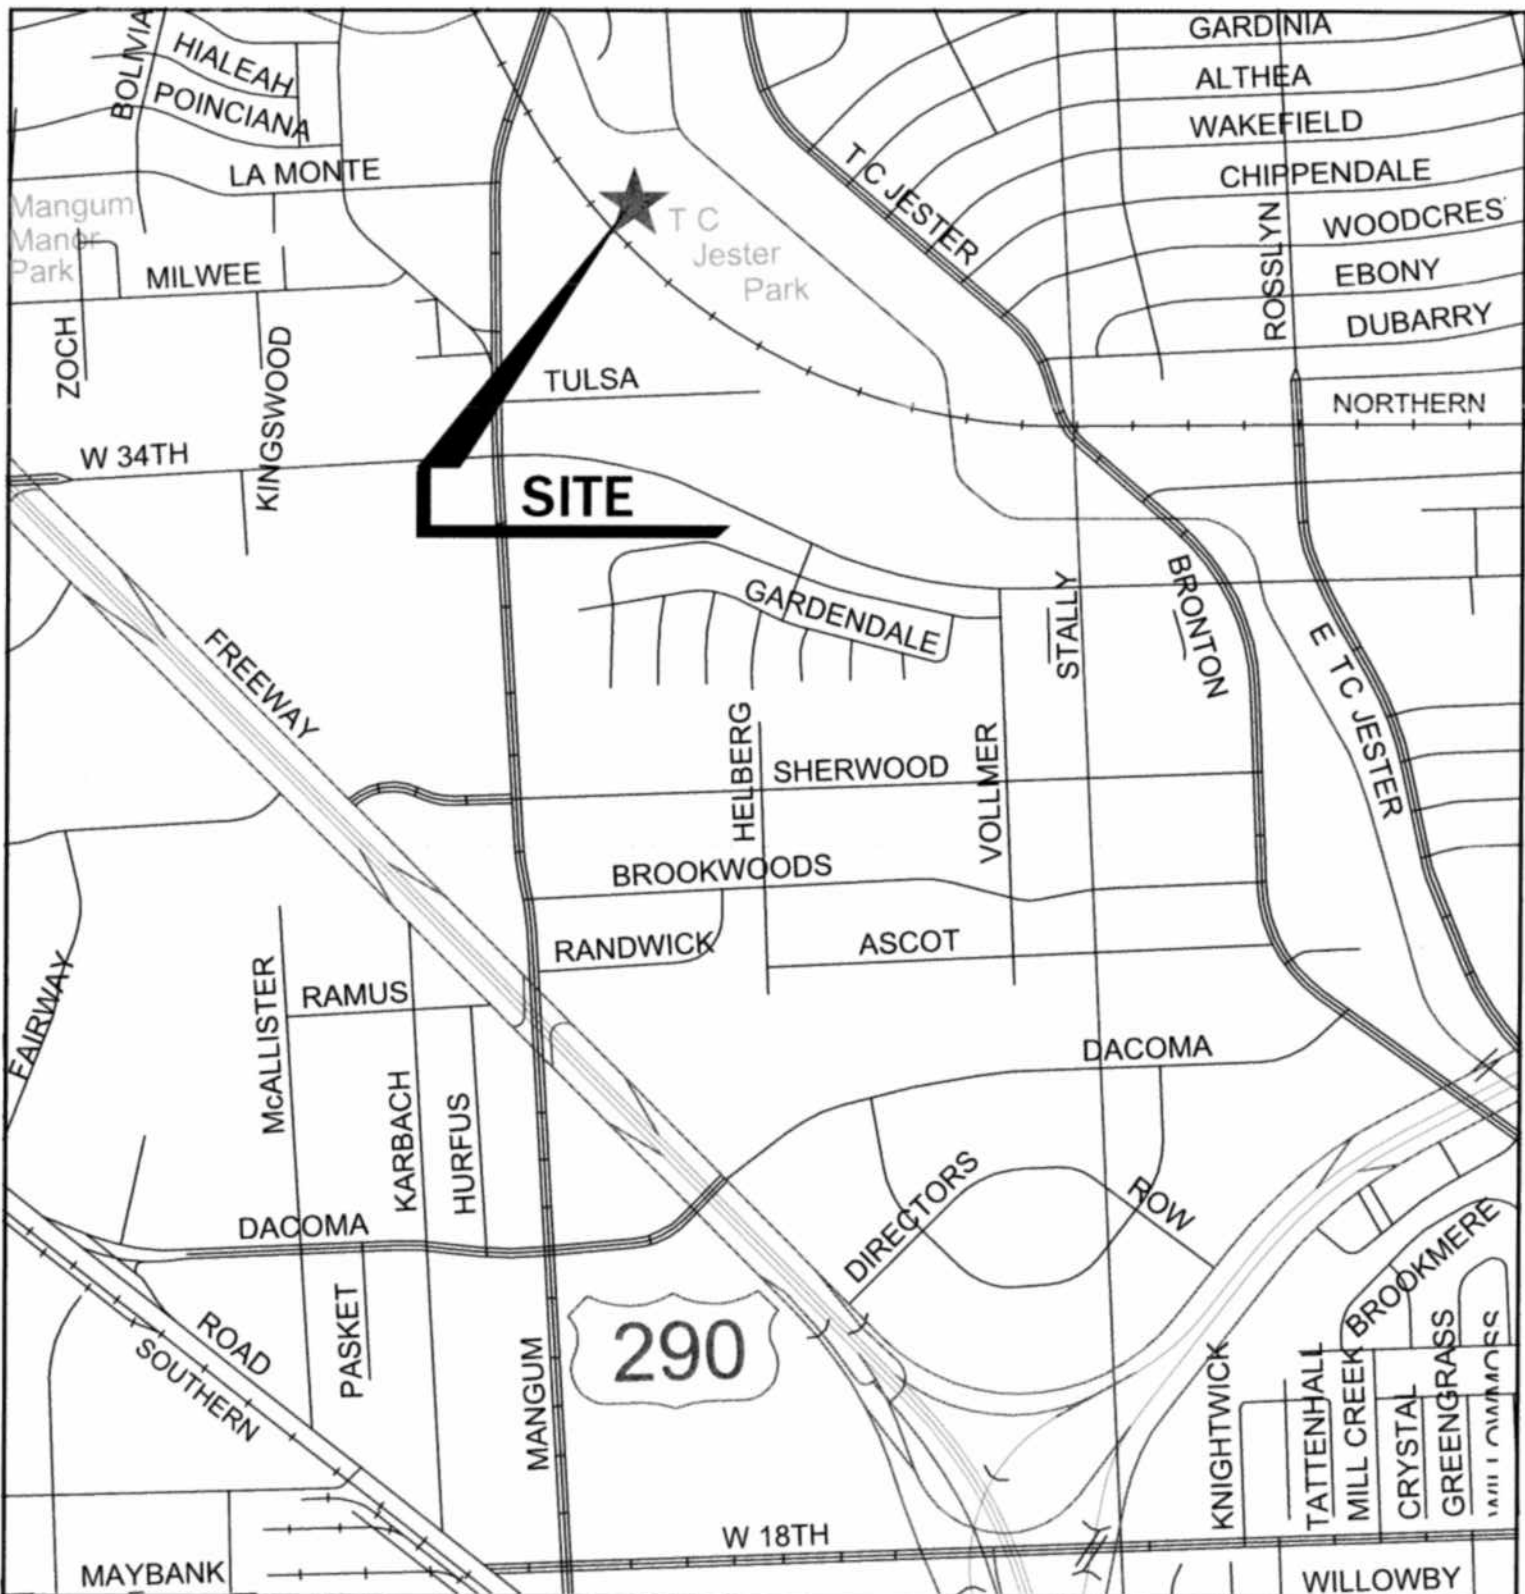 BOLIVIA
HIALEAH
POINCIANA
LA MONTE
Mangum
Manor
Park
MILWEE
ZOCH
KINGSWOOD
W 34TH
T C
Jester
Park
TULSA
SITE
T C JESTER
GARDINIA
ALTHEA
WAKEFIELD
CHIPPENDALE
WOODCREST
EBONY
DUBARRY
ROSSLYN
NORTHERN
GARDENDALE
STALLY
BRONTON
E T C JESTER
FREEWAY
HELBERG
SHERWOOD
VOLLMER
BROOKWOODS
RANDWICK
ASCOT
FAIRWAY
McALLISTER
RAMUS
KARBACH
HURFUS
DACOMA
DACOMA
DIRECTORS
ROW
BROOKMERE
ROAD
SOUTHERN
PASKET
MANGUM
290
KNIGHTWICK
TATTENHALL
MILL CREEK
CRYSTAL
GREENGRASS
WILLOWMOSS
W 18TH
MAYBANK
WILLOWBY